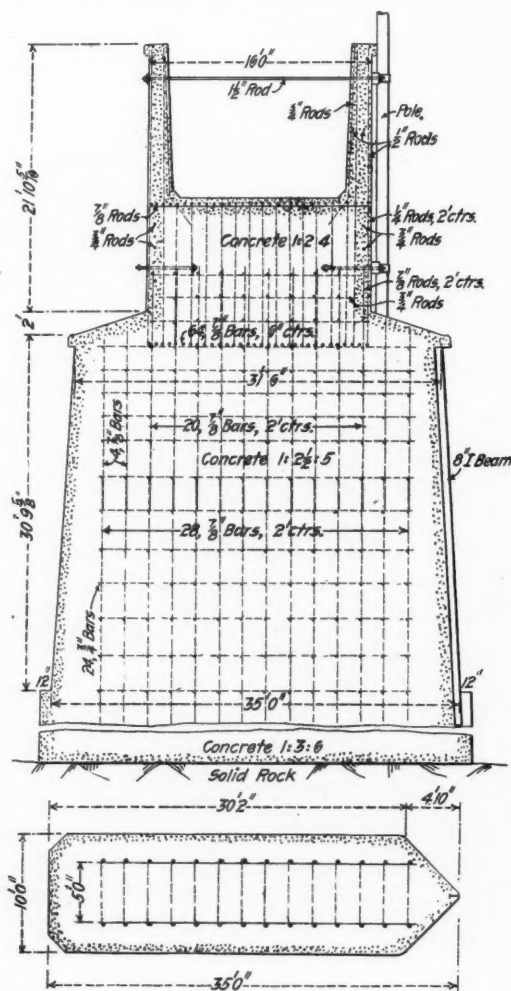 16'0"
1½" Rod
¾" Rods
Pole.
½" Rods
21' 10⅝"
⅞" Rods
¾" Rods
Concrete 1:2:4
¼" Rods, 2' ctrs.
¾" Rods
⅞" Rods, 2' ctrs.
¾" Rods
2'
64, ⅞" Bars, 6" ctrs.
31' 6"
4, ⅞" Bars
20, ⅞" Bars, 2' ctrs.
Concrete 1:2½:5
8" I Beam
30' 9⅝"
28, ⅞" Bars, 2' ctrs.
24, ¾" Bars
12"
12"
35'0"
Concrete 1:3:6
Solid Rock
30'2"
4'10"
10'0"
5'0"
35'0"